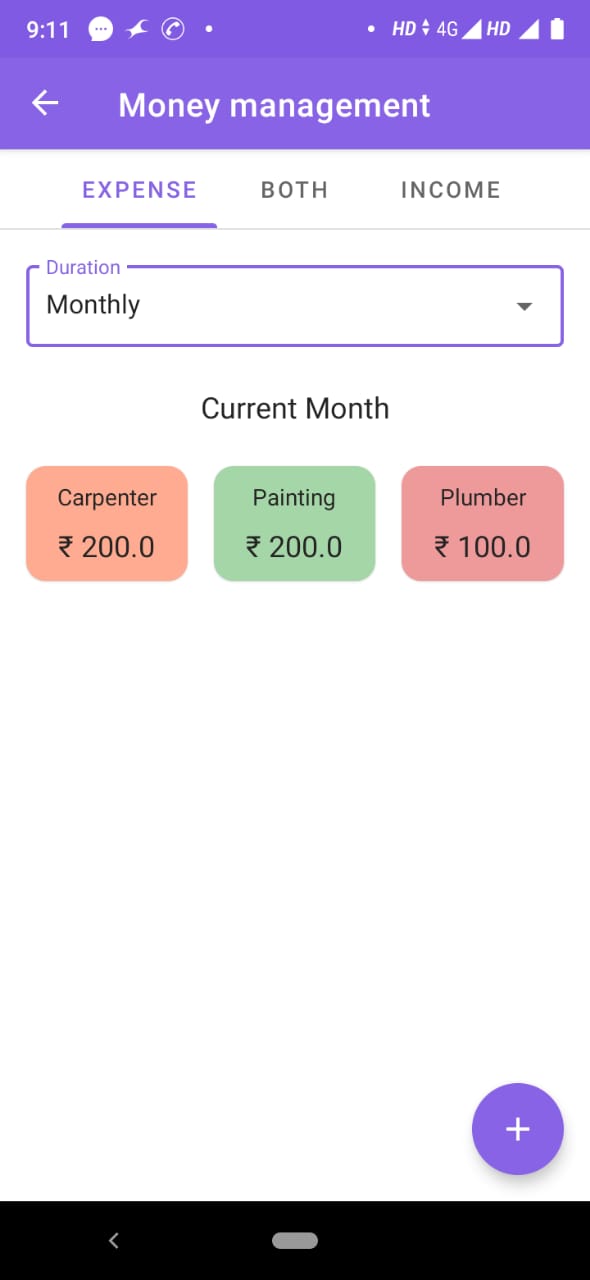 9:11 HD 4G HD
Money management
EXPENSE BOTH INCOME
Duration
Monthly
Current Month
Carpenter Painting Plumber
₹ 200.0 ₹ 200.0 ₹ 100.0
+